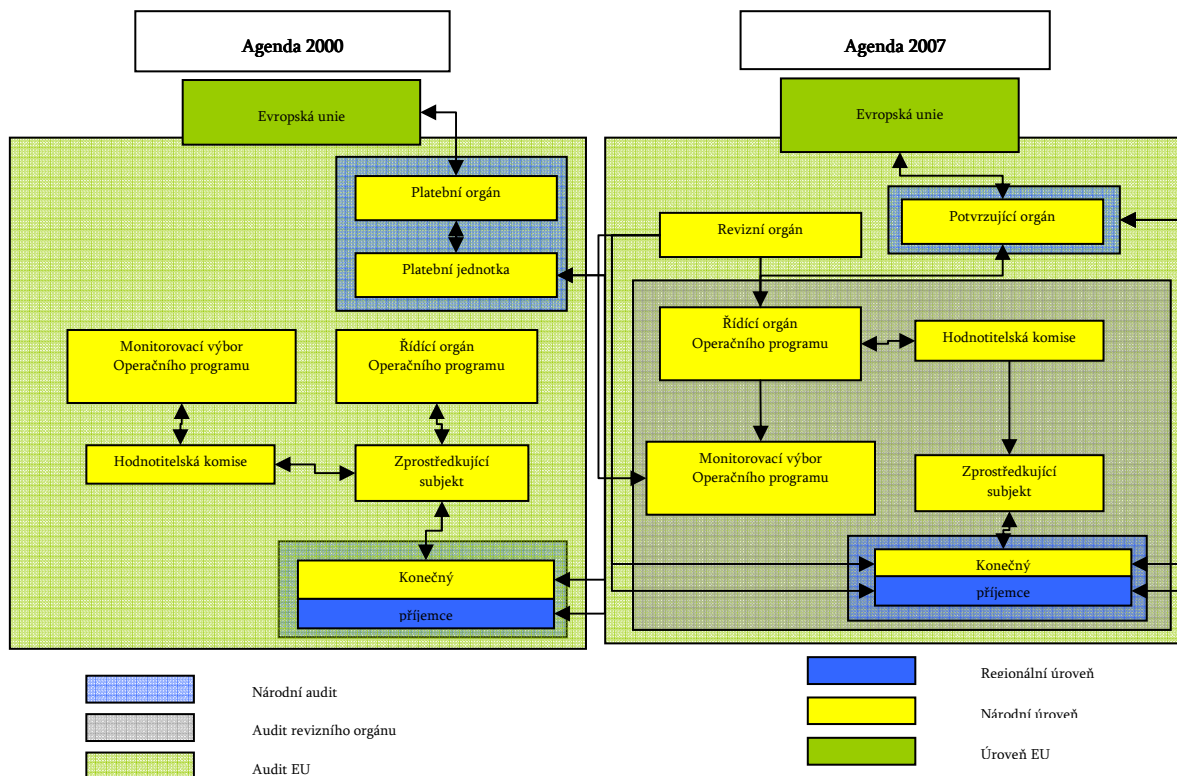 Agenda 2000
Evropská unie
Platební orgán
Platební jednotka
Monitorovací výbor
Operačního programu
Řídící orgán
Operačního programu
Hodnotitelská komise
Zprostředkující
subjekt
Konečný
příjemce
Agenda 2007
Evropská unie
Potvrzující orgán
Revizní orgán
Řídící orgán
Operačního programu
Hodnotitelská komise
Monitorovací výbor
Operačního programu
Zprostředkující
subjekt
Konečný
příjemce
Národní audit
Audit revizního orgánu
Audit EU
Regionální úroveň
Národní úroveň
Úroveň EU